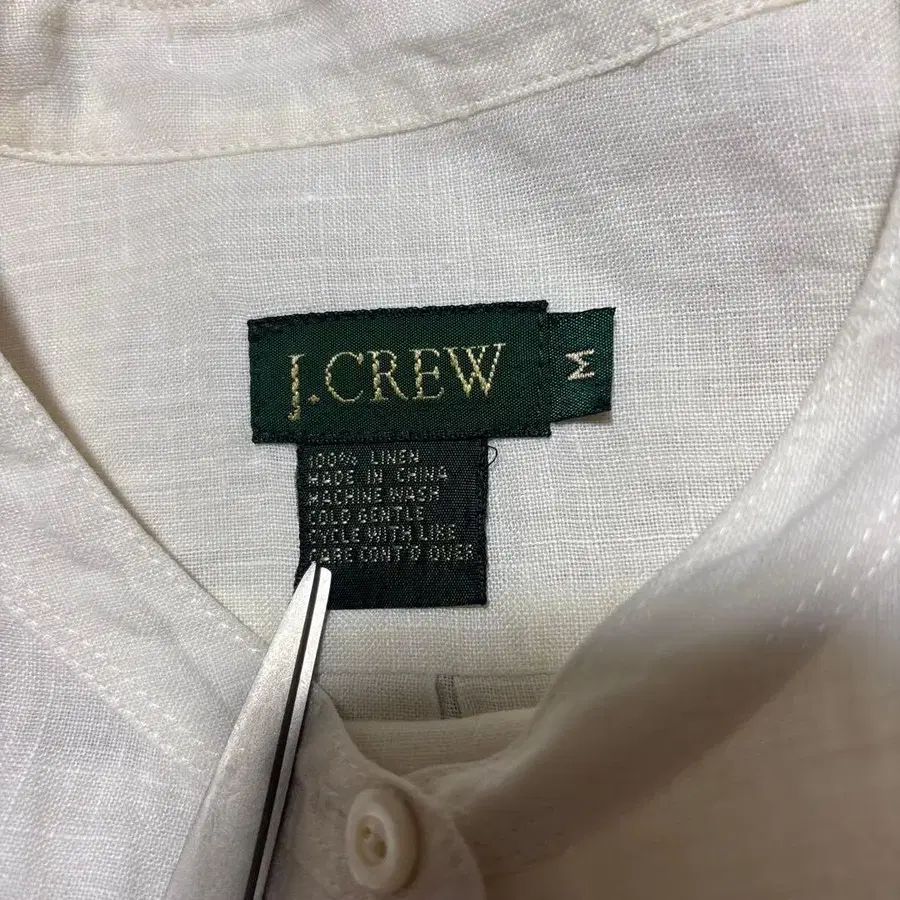 J.CREW
M
100% LINEN
MADE IN CHINA
MACHINE WASH
COLD GENTLE
CYCLE WITH LIKE
CARE CONT'D OVER